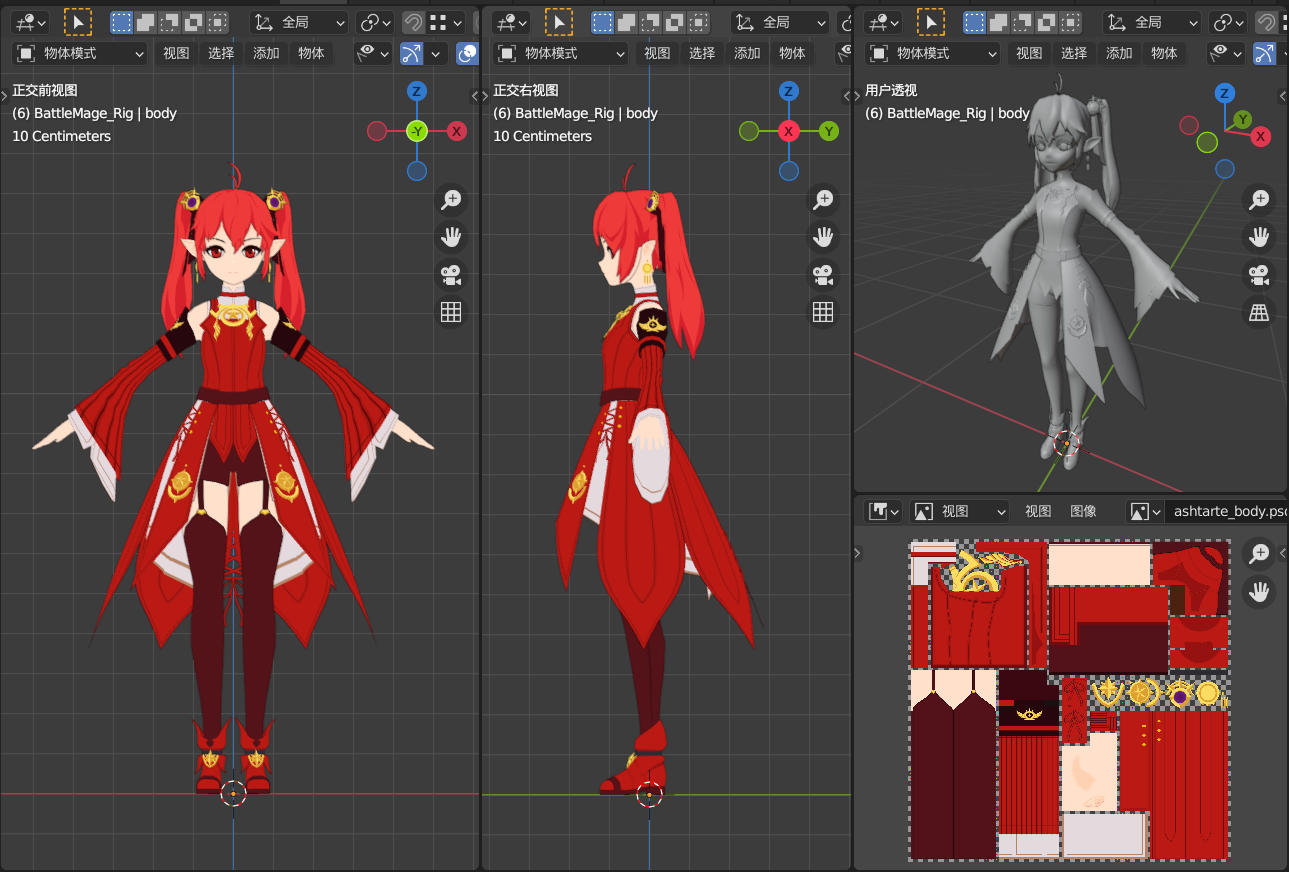 全局
物体模式 视图 选择 添加 物体
正交前视图
(6) BattleMage_Rig | body
10 Centimeters
Z
-Y
X
全局
物体模式 视图 选择 添加 物体
正交右视图
(6) BattleMage_Rig | body
10 Centimeters
Z
X
Y
全局
物体模式 视图 选择 添加 物体
用户透视
(6) BattleMage_Rig | body
Z
Y
X
视图 视图 图像 ashtarte_body.psd